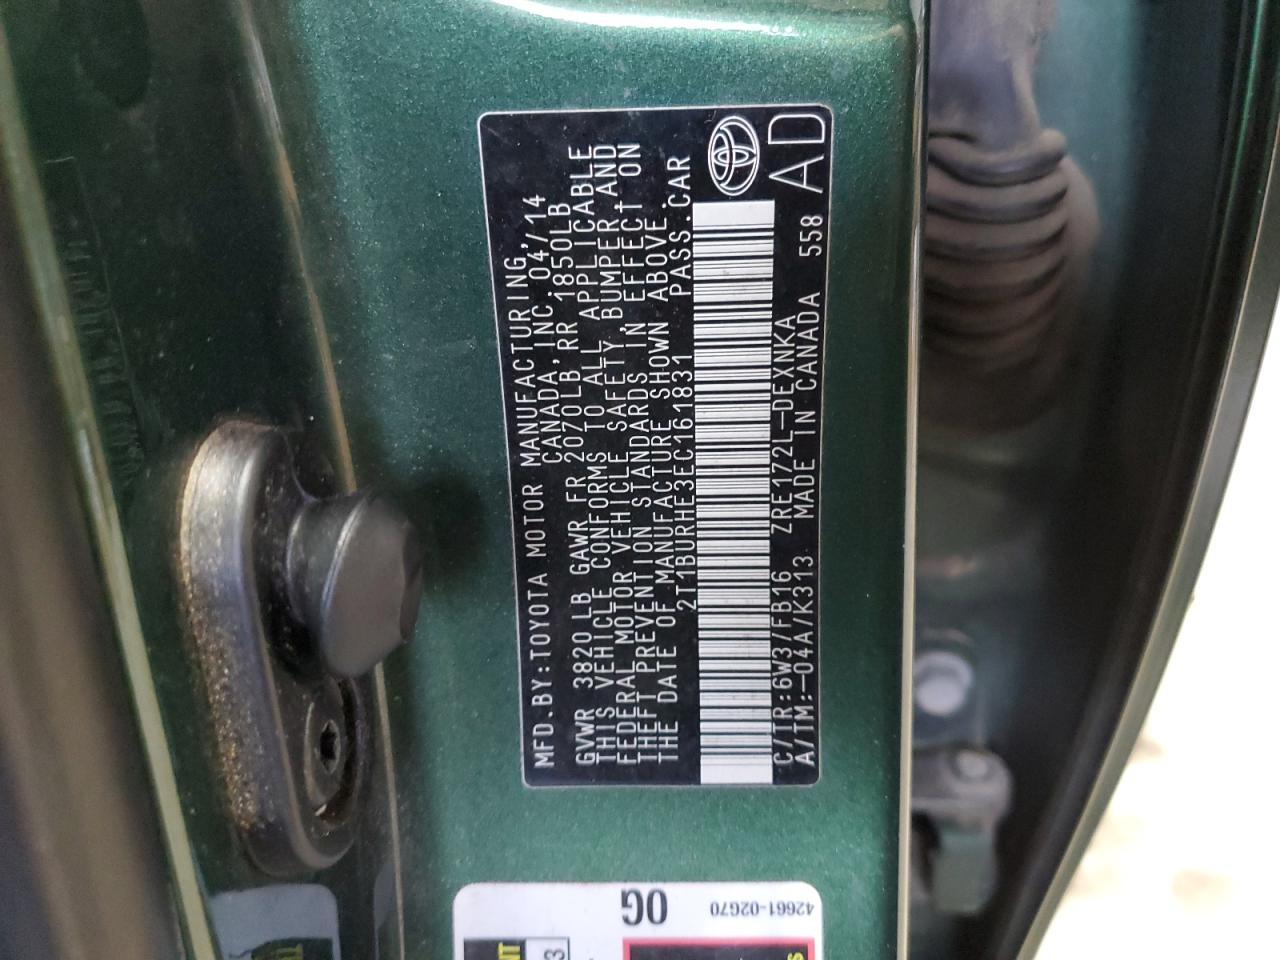 MFD.BY:TOYOTA MOTOR MANUFACTURING,
CANADA,INC.04/14
GVWR 3820 LB GAWR FR 2070LB,RR 1850LB
THIS VEHICLE CONFORMS TO ALL APPLICABLE
FEDERAL MOTOR VEHICLE SAFETY,BUMPER,AND
THEFT PREVENTION STANDARDS IN EFFECT ON
THE DATE OF MANUFACTURE SHOWN ABOVE.
2T1BURHE3EC161831 PASS.CAR
C/TR:6W3/FB16 ZRE172L-DEXNKA
A/TM:-04A/K313 MADE IN CANADA 558
AD
42661-02G70
0G